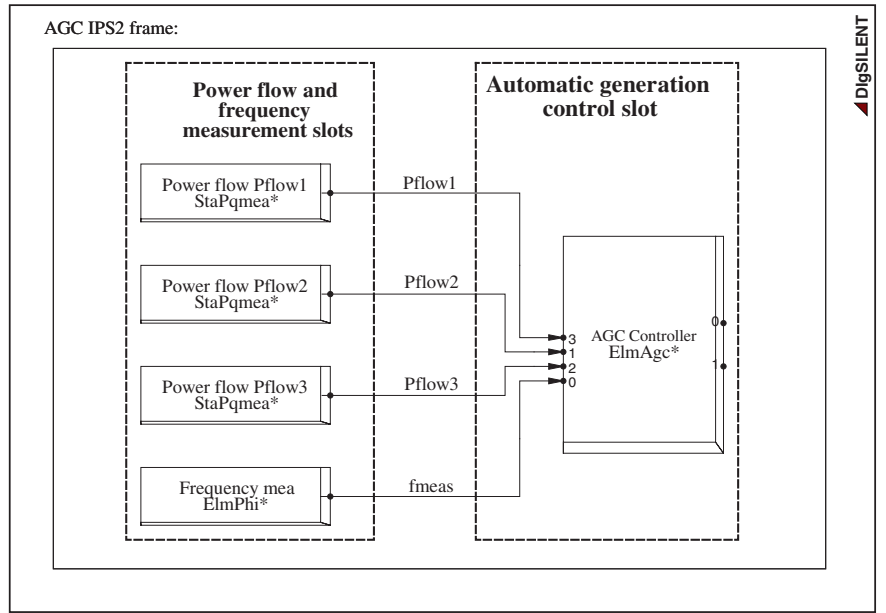 AGC IPS2 frame:
DIgSILENT
Power flow and
frequency
measurement slots
Automatic generation
control slot
Power flow Pflow1
StaPqmea*
Pflow1
Power flow Pflow2
StaPqmea*
Pflow2
Power flow Pflow3
StaPqmea*
Pflow3
Frequency mea
ElmPhi*
fmeas
3
1
2
0
AGC Controller
ElmAgc*
0
1